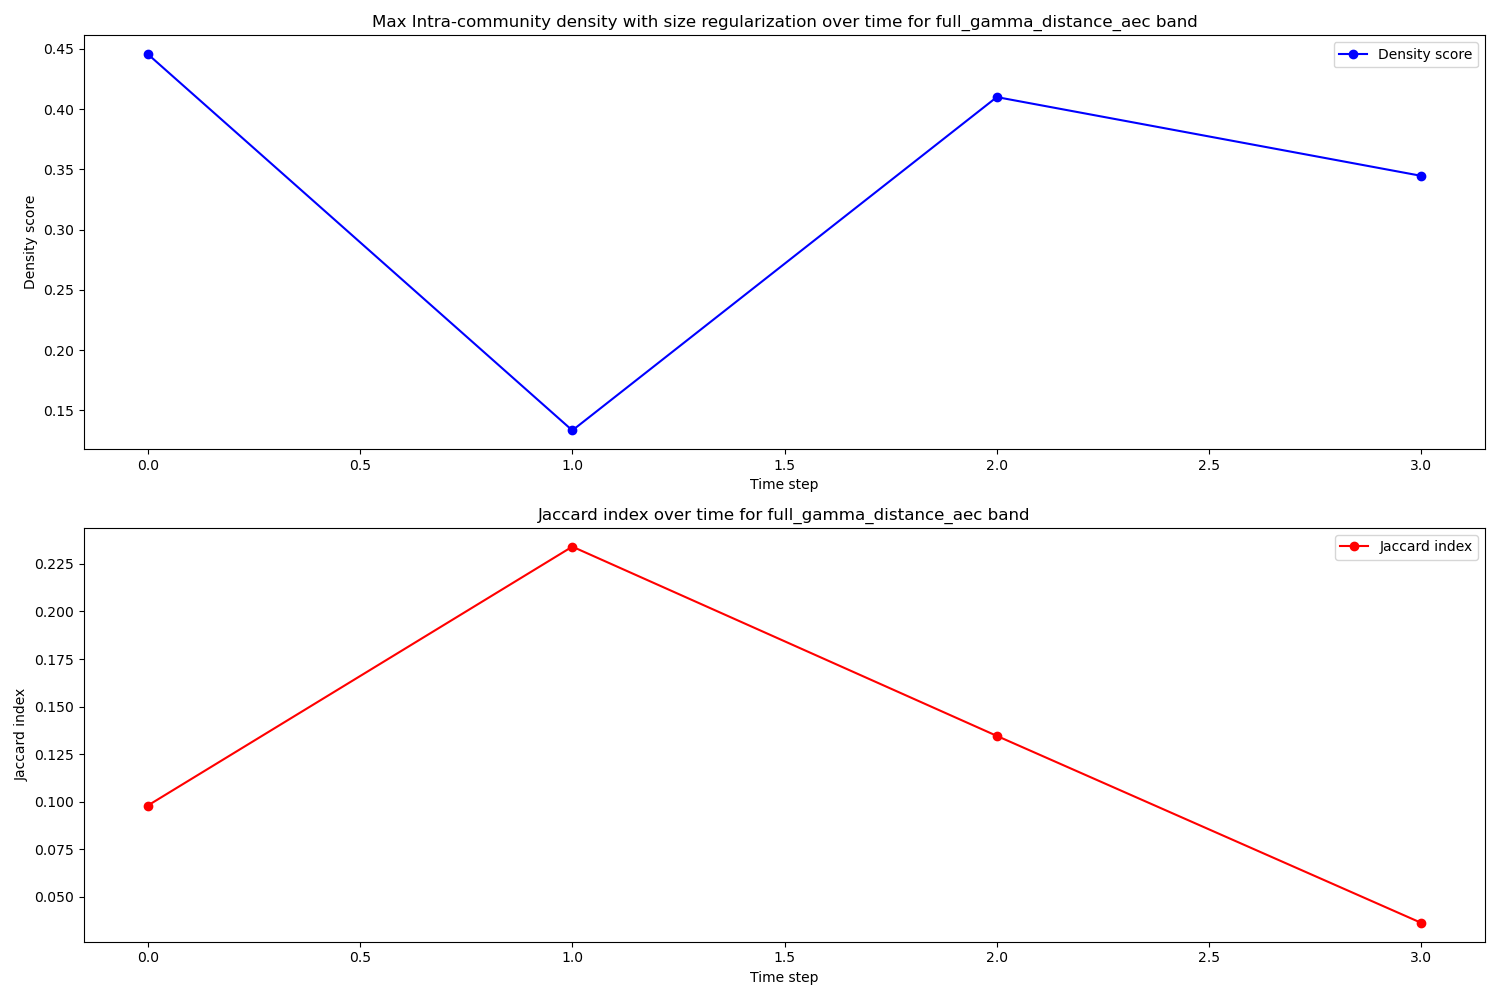 Max Intra-community density with size regularization over time for full_gamma_distance_aec band
Density score
0.45
0.40
0.35
0.30
0.25
0.20
0.15
Density score
0.0 0.5 1.0 1.5 2.0 2.5 3.0
Time step
Jaccard index over time for full_gamma_distance_aec band
Jaccard index
0.225
0.200
0.175
0.150
0.125
0.100
0.075
0.050
Jaccard index
0.0 0.5 1.0 1.5 2.0 2.5 3.0
Time step